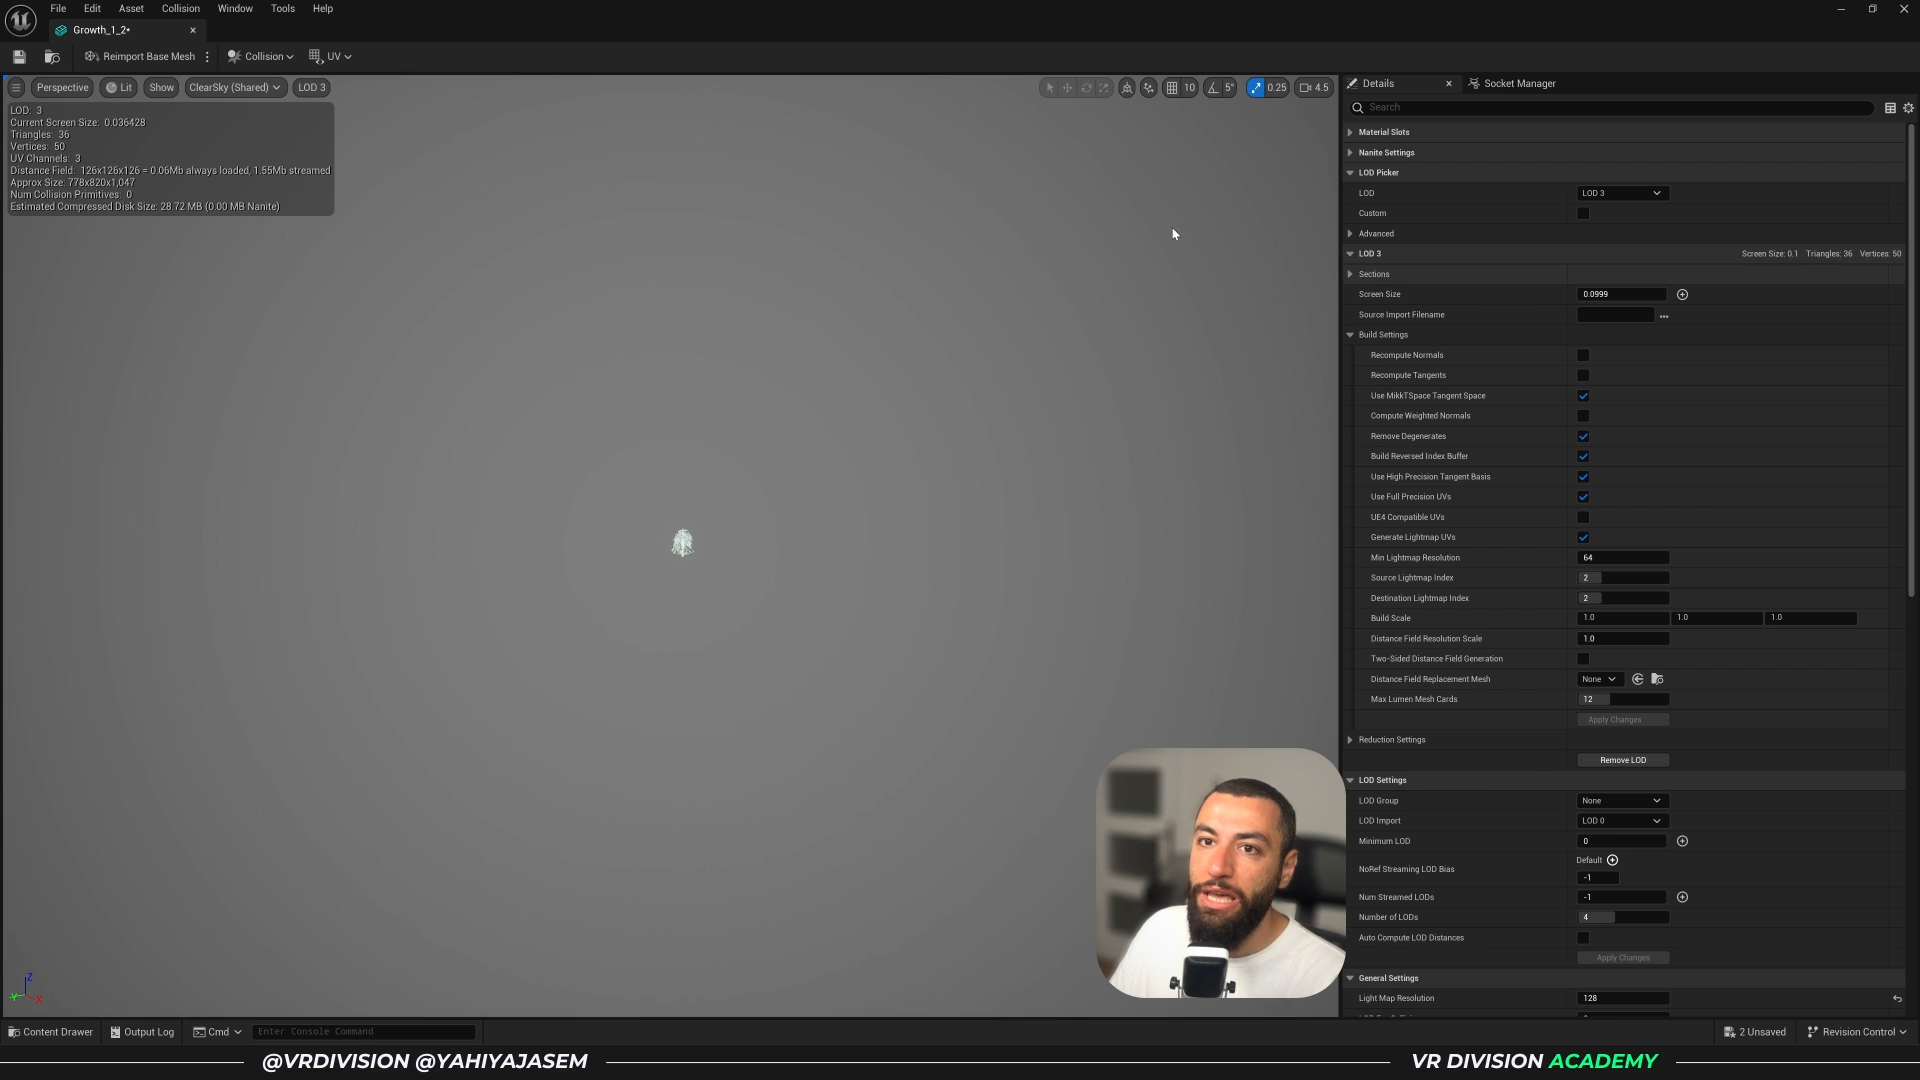 File Edit Asset Collision Window Tools Help
Growth_1_2*
Reimport Base Mesh Collision UV
Perspective Lit Show ClearSky (Shared) LOD 3 10 5° 0.25 4.5
LOD: 3
Current Screen Size: 0.036428
Triangles: 36
Vertices: 50
UV Channels: 3
Distance Field: 126x126x126 = 0.06Mb always loaded, 1.55Mb streamed
Approx Size: 778x820x1,047
Num Collision Primitives: 0
Estimated Compressed Disk Size: 28.72 MB (0.00 MB Nanite)
Details Socket Manager
Search
Material Slots
Nanite Settings
LOD Picker
LOD LOD 3
Custom
Advanced
LOD 3 Screen Size: 0.1 Triangles: 36 Vertices: 50
Sections
Screen Size 0.0999
Source Import Filename
Build Settings
Recompute Normals
Recompute Tangents
Use MikkTSpace Tangent Space
Compute Weighted Normals
Remove Degenerates
Build Reversed Index Buffer
Use High Precision Tangent Basis
Use Full Precision UVs
UE4 Compatible UVs
Generate Lightmap UVs
Min Lightmap Resolution 64
Source Lightmap Index 2
Destination Lightmap Index 2
Build Scale 1.0 1.0 1.0
Distance Field Resolution Scale 1.0
Two-Sided Distance Field Generation
Distance Field Replacement Mesh None
Max Lumen Mesh Cards 12
Apply Changes
Reduction Settings
Remove LOD
LOD Settings
LOD Group None
LOD Import LOD 0
Minimum LOD 0
Default
NoRef Streaming LOD Bias
-1
Num Streamed LODs -1
Number of LODs 4
Auto Compute LOD Distances
Apply Changes
General Settings
Light Map Resolution 128
Content Drawer Output Log Cmd Enter Console Command 2 Unsaved Revision Control
@VRDIVISION @YAHIYAJASEM VR DIVISION ACADEMY